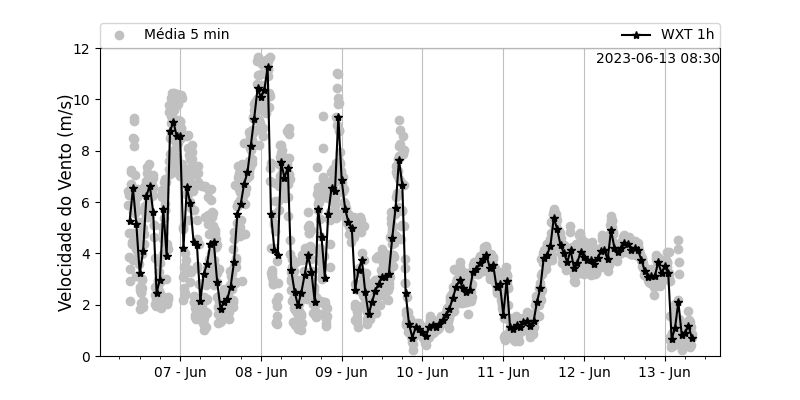 Média 5 min
WXT 1h
2023-06-13 08:30
Velocidade do Vento (m/s)
12
10
8
6
4
2
0
07 - Jun
08 - Jun
09 - Jun
10 - Jun
11 - Jun
12 - Jun
13 - Jun